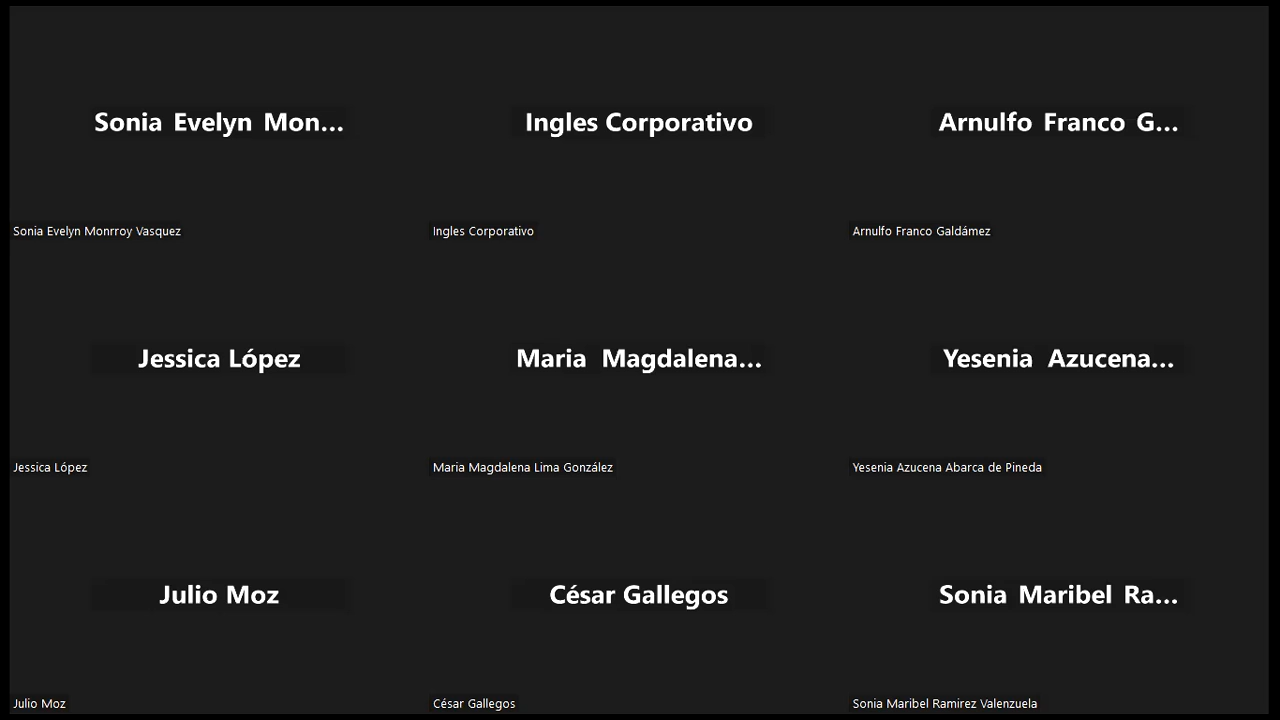 Sonia Evelyn Mon...
Ingles Corporativo
Arnulfo Franco G...
Sonia Evelyn Monrroy Vasquez
Ingles Corporativo
Arnulfo Franco Galdámez
Jessica López
Maria Magdalena...
Yesenia Azucena...
Jessica López
Maria Magdalena Lima González
Yesenia Azucena Abarca de Pineda
Julio Moz
César Gallegos
Sonia Maribel Ra...
Julio Moz
César Gallegos
Sonia Maribel Ramirez Valenzuela